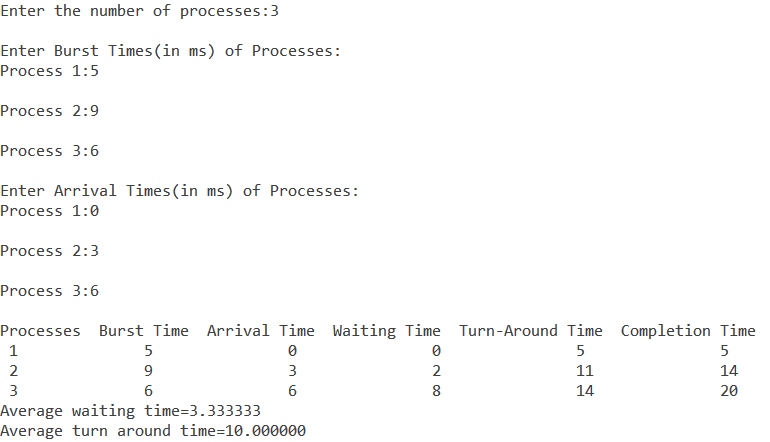 Enter the number of processes:3
Enter Burst Times(in ms) of Processes:
Process 1:5
Process 2:9
Process 3:6
Enter Arrival Times(in ms) of Processes:
Process 1:0
Process 2:3
Process 3:6
Processes  Burst Time  Arrival Time  Waiting Time  Turn-Around Time  Completion Time
 1              5               0               0               5               5
 2              9               3               2               11              14
 3              6               6               8               14              20
Average waiting time=3.333333
Average turn around time=10.000000